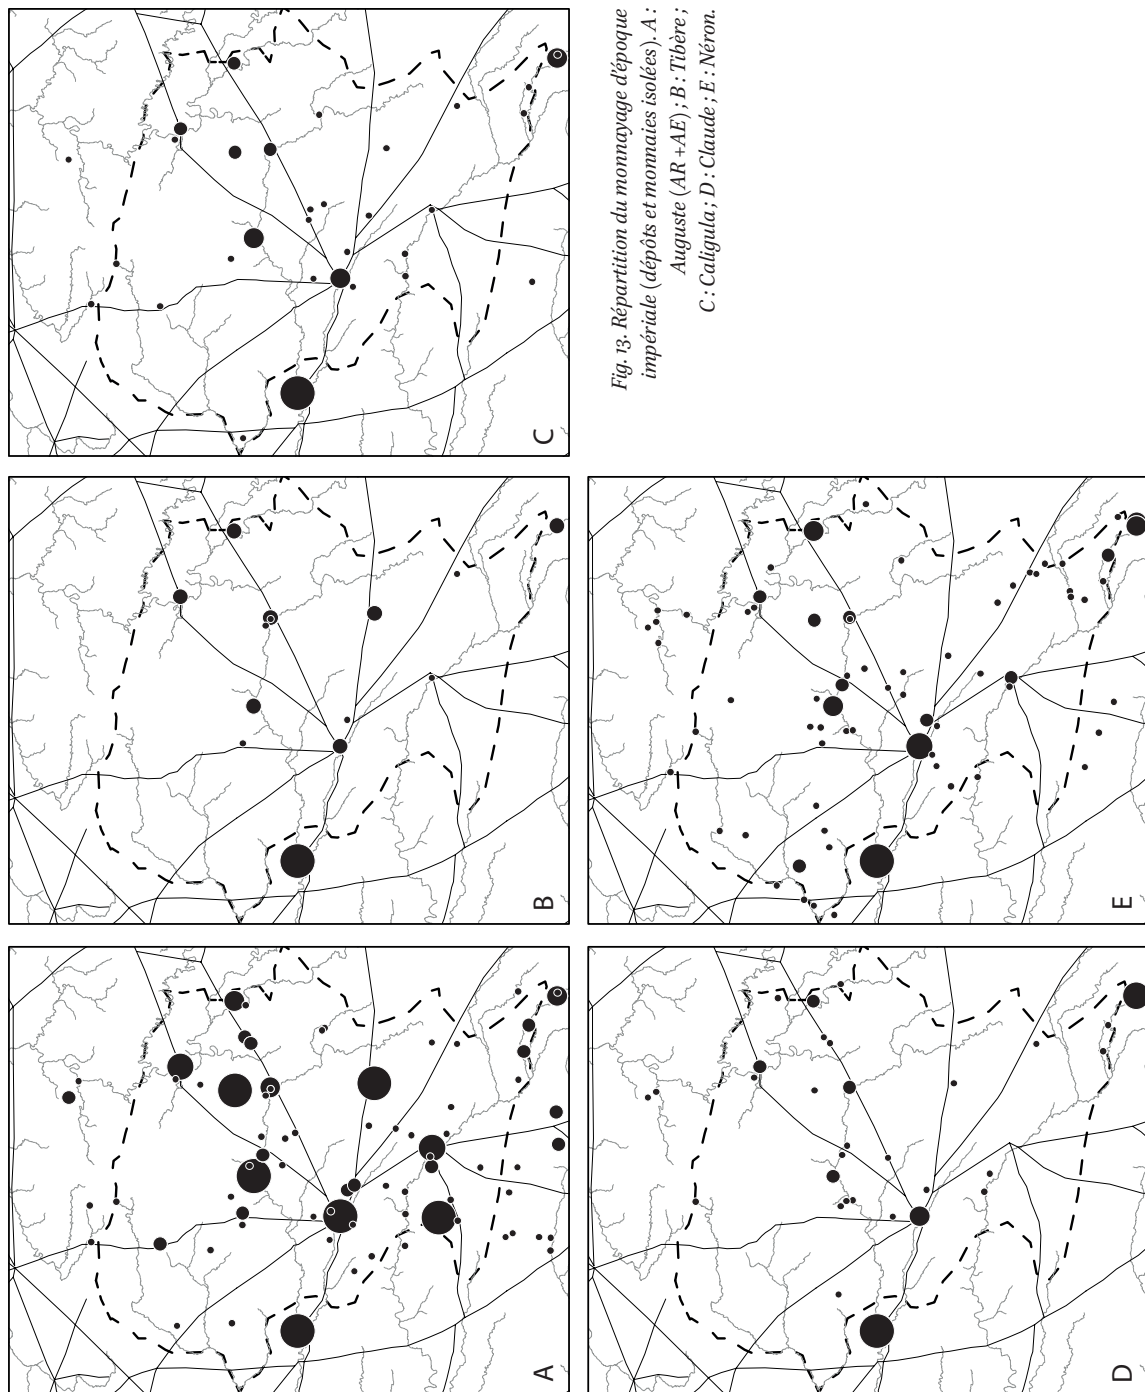 A
B
C
D
E
Fig. 13. Répartition du monnayage d'époque
impériale (dépôts et monnaies isolées). A :
Auguste (AR +AE) ; B : Tibère ;
C : Caligula ; D : Claude ; E : Néron.